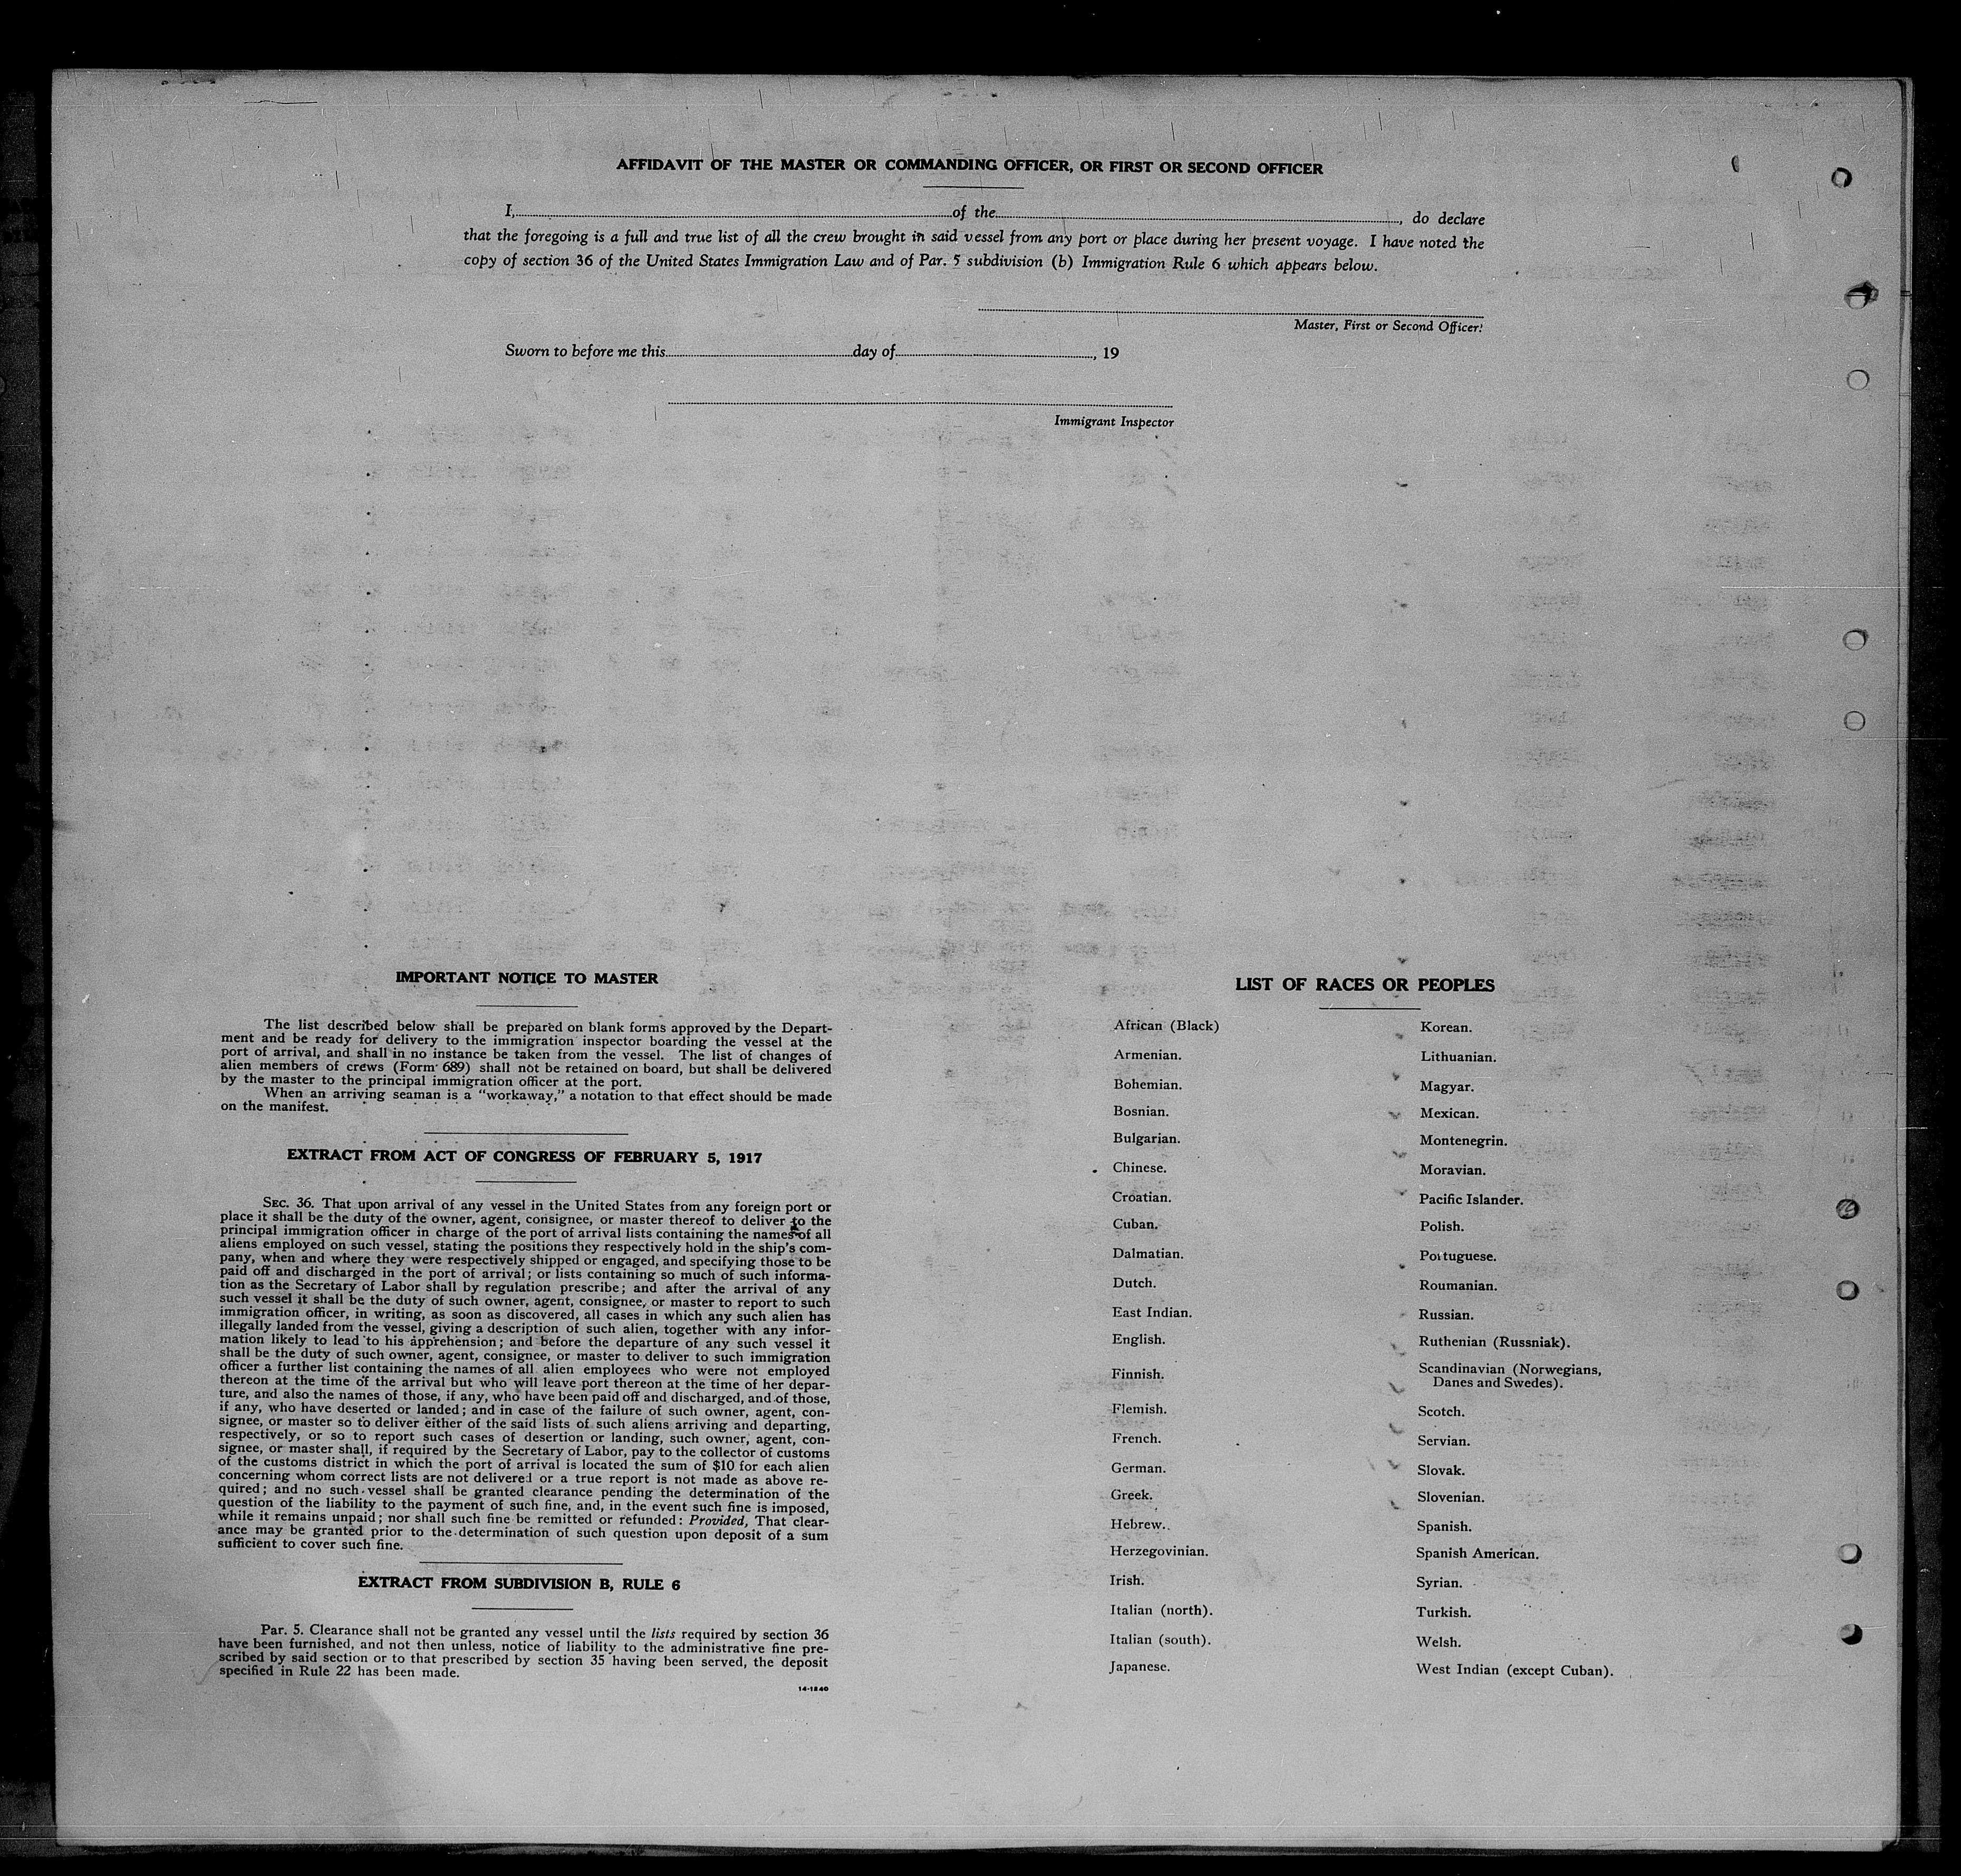 AFFIDAVIT OF THE MASTER OR COMMANDING OFFICER, OR FIRST OR SECOND OFFICER
I, of the , do declare
that the foregoing is a full and true list of all the crew brought in said vessel from any port or place during her present voyage. I have noted the
copy of section 36 of the United States Immigration Law and of Par. 5 subdivision (b) Immigration Rule 6 which appears below.
Master, First or Second Officer.
Sworn to before me this day of , 19
Immigrant Inspector
IMPORTANT NOTICE TO MASTER
The list described below shall be prepared on blank forms approved by the Depart-
ment and be ready for delivery to the immigration inspector boarding the vessel at the
port of arrival, and shall in no instance be taken from the vessel. The list of changes of
alien members of crews (Form 689) shall not be retained on board, but shall be delivered
by the master to the principal immigration officer at the port.
When an arriving seaman is a "workaway," a notation to that effect should be made
on the manifest.
EXTRACT FROM ACT OF CONGRESS OF FEBRUARY 5, 1917
SEC. 36. That upon arrival of any vessel in the United States from any foreign port or
place it shall be the duty of the owner, agent, consignee, or master thereof to deliver to the
principal immigration officer in charge of the port of arrival lists containing the names of all
aliens employed on such vessel, stating the positions they respectively hold in the ship's com-
pany, when and where they were respectively shipped or engaged, and specifying those to be
paid off and discharged in the port of arrival; or lists containing so much of such informa-
tion as the Secretary of Labor shall by regulation prescribe; and after the arrival of any
such vessel it shall be the duty of such owner, agent, consignee, or master to report to such
immigration officer, in writing, as soon as discovered, all cases in which any such alien has
illegally landed from the vessel, giving a description of such alien, together with any infor-
mation likely to lead to his apprehension; and before the departure of any such vessel it
shall be the duty of such owner, agent, consignee, or master to deliver to such immigration
officer a further list containing the names of all alien employees who were not employed
thereon at the time of the arrival but who will leave port thereon at the time of her depar-
ture, and also the names of those, if any, who have been paid off and discharged, and of those,
if any, who have deserted or landed; and in case of the failure of such owner, agent, con-
signee, or master so to deliver either of the said lists of such aliens arriving and departing,
respectively, or so to report such cases of desertion or landing, such owner, agent, con-
signee, or master shall, if required by the Secretary of Labor, pay to the collector of customs
of the customs district in which the port of arrival is located the sum of $10 for each alien
concerning whom correct lists are not delivered or a true report is not made as above re-
quired; and no such vessel shall be granted clearance pending the determination of the
question of the liability to the payment of such fine, and, in the event such fine is imposed,
while it remains unpaid; nor shall such fine be remitted or refunded: Provided, That clear-
ance may be granted prior to the determination of such question upon deposit of a sum
sufficient to cover such fine.
EXTRACT FROM SUBDIVISION B, RULE 6
Par. 5. Clearance shall not be granted any vessel until the lists required by section 36
have been furnished, and not then unless, notice of liability to the administrative fine pre-
scribed by said section or to that prescribed by section 35 having been served, the deposit
specified in Rule 22 has been made.
14-1240
LIST OF RACES OR PEOPLES
African (Black)
Armenian.
Bohemian.
Bosnian.
Bulgarian.
Chinese.
Croatian.
Cuban.
Dalmatian.
Dutch.
East Indian.
English.
Finnish.
Flemish.
French.
German.
Greek.
Hebrew.
Herzegovinian.
Irish.
Italian (north).
Italian (south).
Japanese.
Korean.
Lithuanian.
Magyar.
Mexican.
Montenegrin.
Moravian.
Pacific Islander.
Polish.
Portuguese.
Roumanian.
Russian.
Ruthenian (Russniak).
Scandinavian (Norwegians,
Danes and Swedes).
Scotch.
Servian.
Slovak.
Slovenian.
Spanish.
Spanish American.
Syrian.
Turkish.
Welsh.
West Indian (except Cuban).